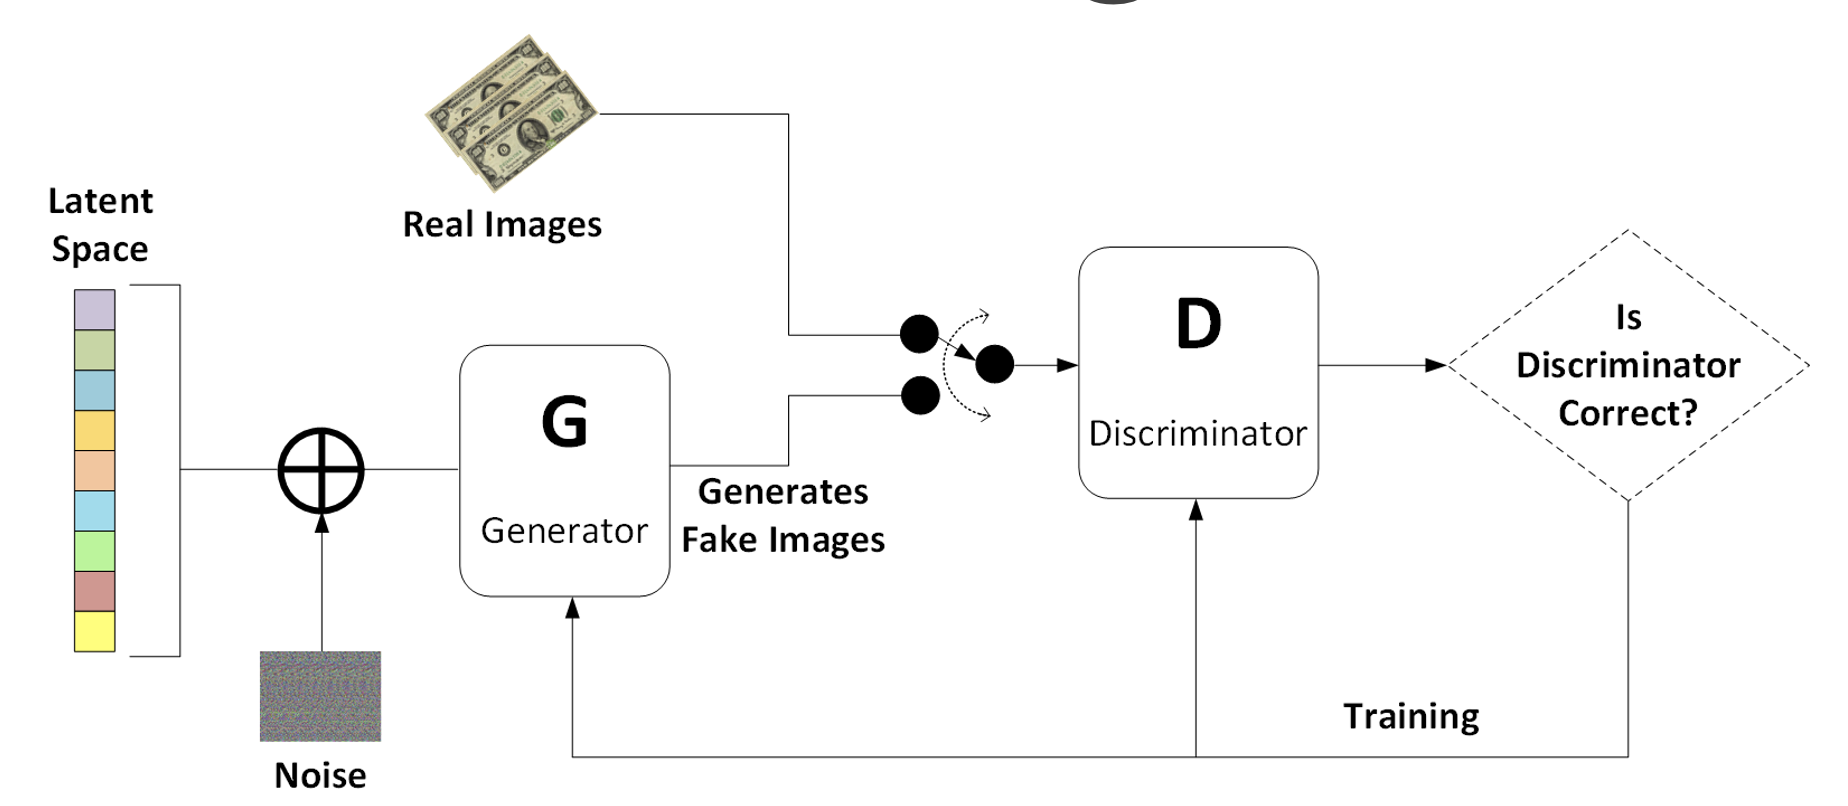 Latent
Space
Real Images
G
Generator
Generates
Fake Images
D
Discriminator
Is
Discriminator
Correct?
Training
Noise